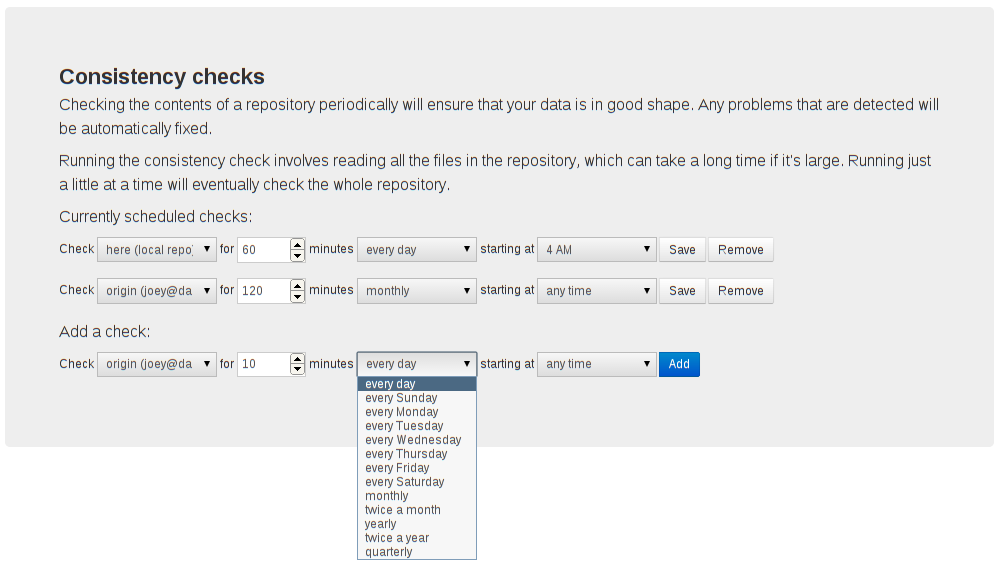 Consistency checks
Checking the contents of a repository periodically will ensure that your data is in good shape. Any problems that are detected will
be automatically fixed.
Running the consistency check involves reading all the files in the repository, which can take a long time if it's large. Running just
a little at a time will eventually check the whole repository.
Currently scheduled checks:
Check here (local repo) for 60 minutes every day starting at 4 AM Save Remove
Check origin (joey@da for 120 minutes monthly starting at any time Save Remove
Add a check:
Check origin (joey@da for 10 minutes every day starting at any time Add
every day
every Sunday
every Monday
every Tuesday
every Wednesday
every Thursday
every Friday
every Saturday
monthly
twice a month
yearly
twice a year
quarterly